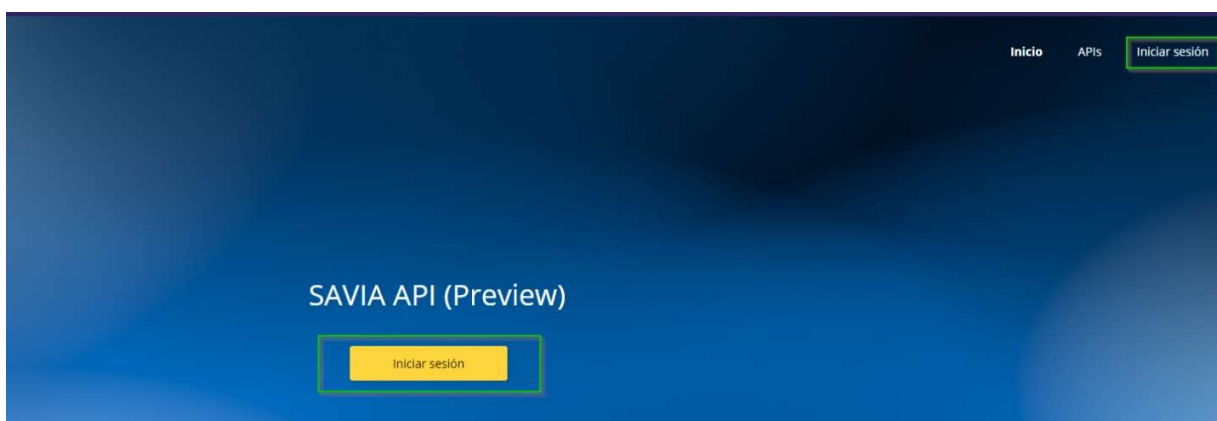 Inicio APIs Iniciar sesión
SAVIA API (Preview)
Iniciar sesión